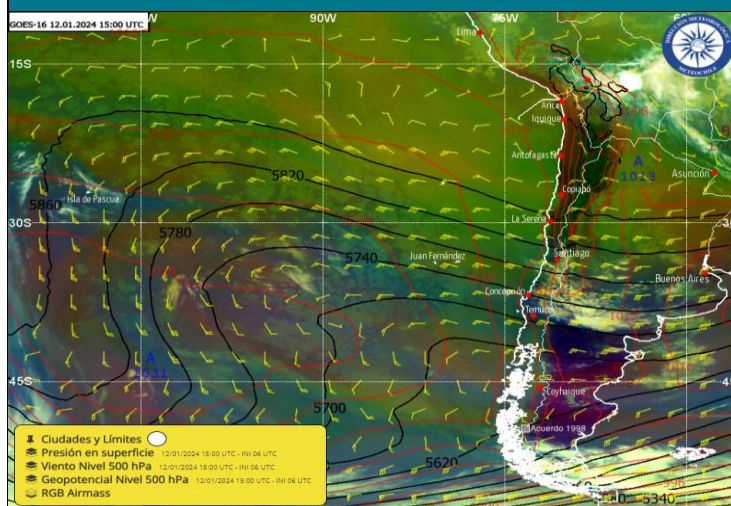 GOES-16 12.01.2024 15:00 UTC
90W
75W
DIRECCIÓN METEOROLÓGICA
METEOCHILE
Lima
15S
Arica
Iquique
1008
Antofagasta
A
1013
Asunción
5820
Copiapó
5860
Isla de Pascua
La Serena
30S
5780
5740
Juan Fernández
Santiago
Buenos Aires
Concepción
Temuco
A
1031
45S
Coyhaique
5700
Acuerdo 1998
5620
996
5340
Ciudades y Límites
Presión en superficie 12/01/2024 15:00 UTC - INI 06 UTC
Viento Nivel 500 hPa 12/01/2024 15:00 UTC - INI 06 UTC
Geopotencial Nivel 500 hPa 12/01/2024 15:00 UTC - INI 06 UTC
RGB Airmass